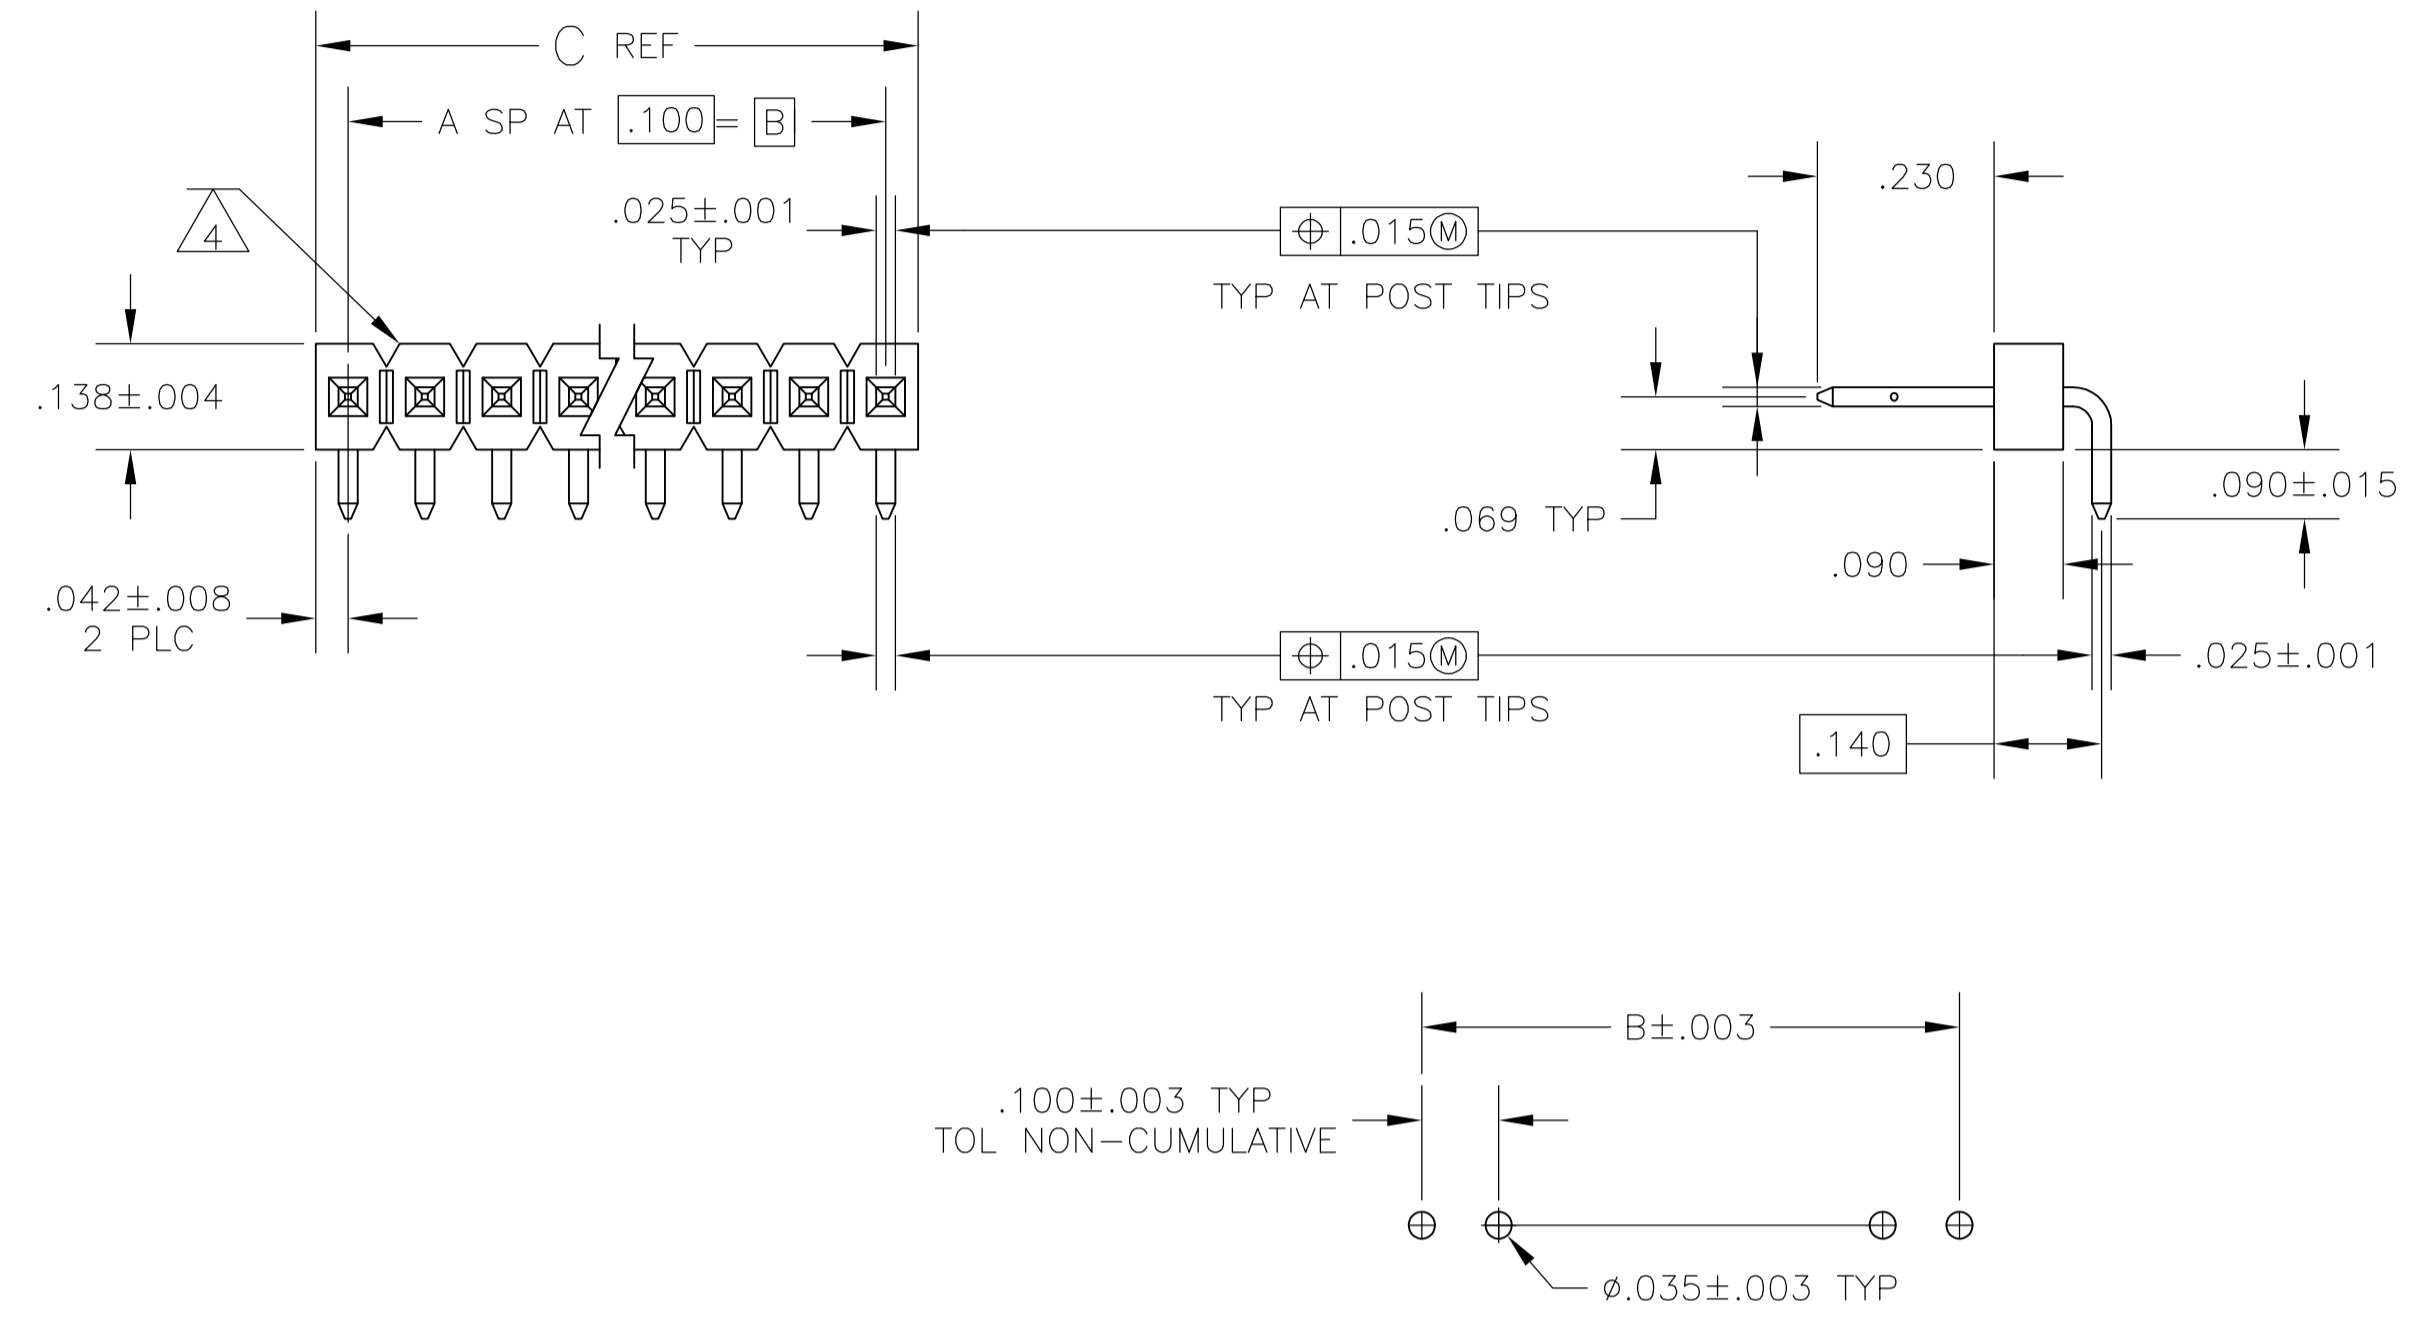 C REF
A SP AT .100 = B
.230
4
.025±.001
TYP
⌖ .015Ⓜ
TYP AT POST TIPS
.138±.004
.090±.015
.069 TYP
.090
.042±.008
2 PLC
⌖ .015Ⓜ
TYP AT POST TIPS
.025±.001
.140
B±.003
.100±.003 TYP
TOL NON-CUMULATIVE
⌀.035±.003 TYP